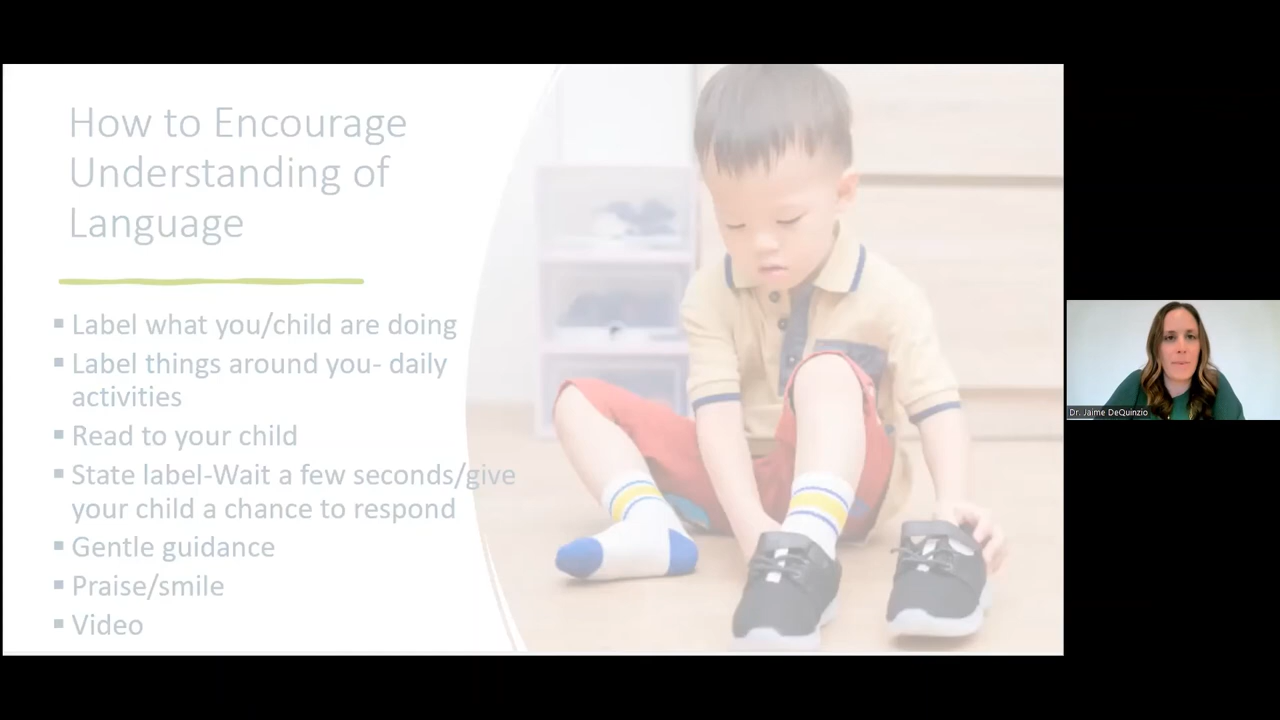 How to Encourage
Understanding of
Language
▪ Label what you/child are doing
▪ Label things around you- daily
activities
▪ Read to your child
▪ State label-Wait a few seconds/give
your child a chance to respond
▪ Gentle guidance
▪ Praise/smile
▪ Video
Dr. Jaime DeQuinzio